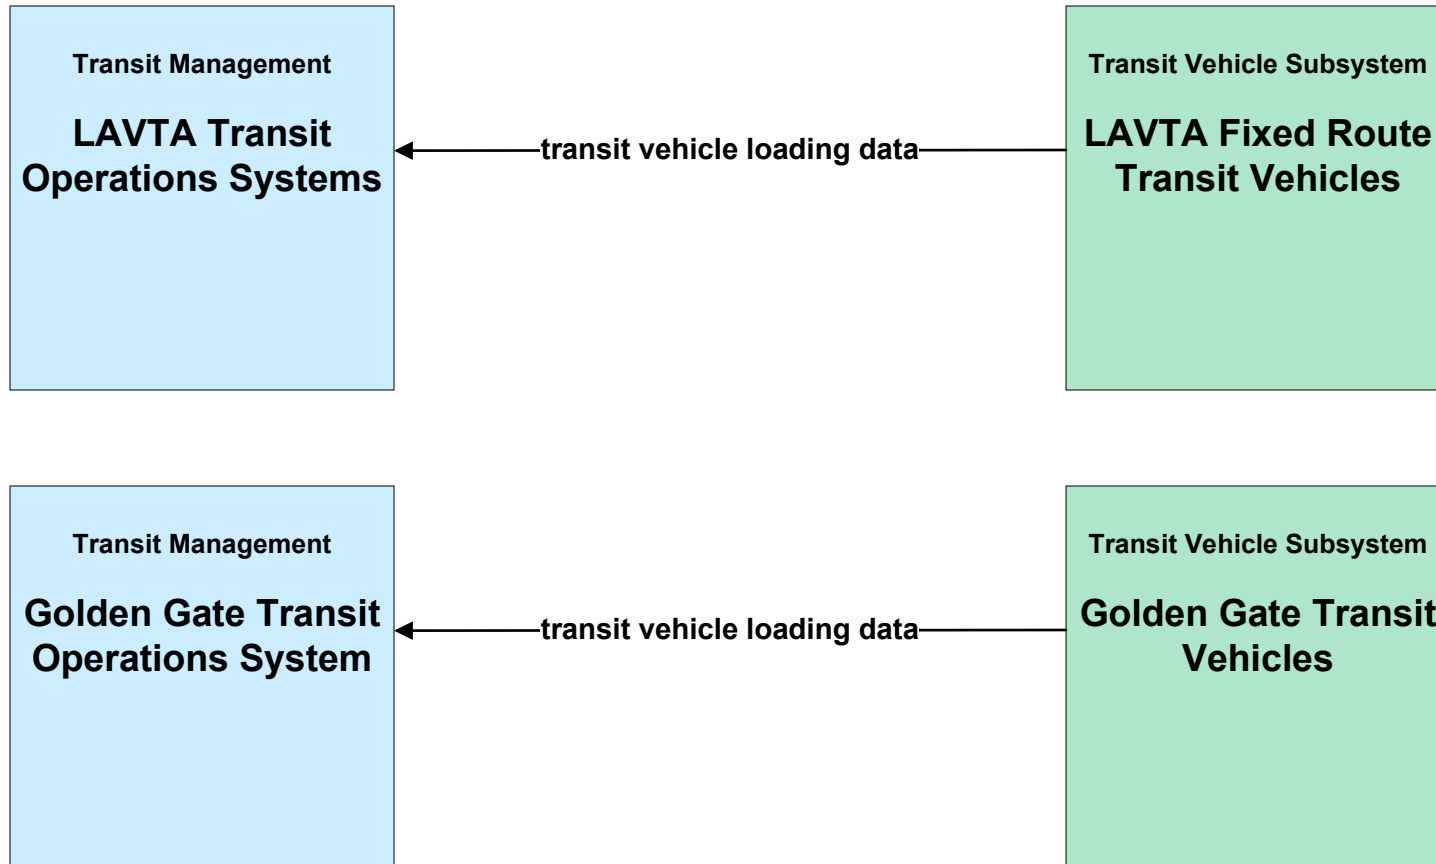 Transit Management
LAVTA Transit
Operations Systems
transit vehicle loading data
Transit Vehicle Subsystem
LAVTA Fixed Route
Transit Vehicles
Transit Management
Golden Gate Transit
Operations System
transit vehicle loading data
Transit Vehicle Subsystem
Golden Gate Transit
Vehicles